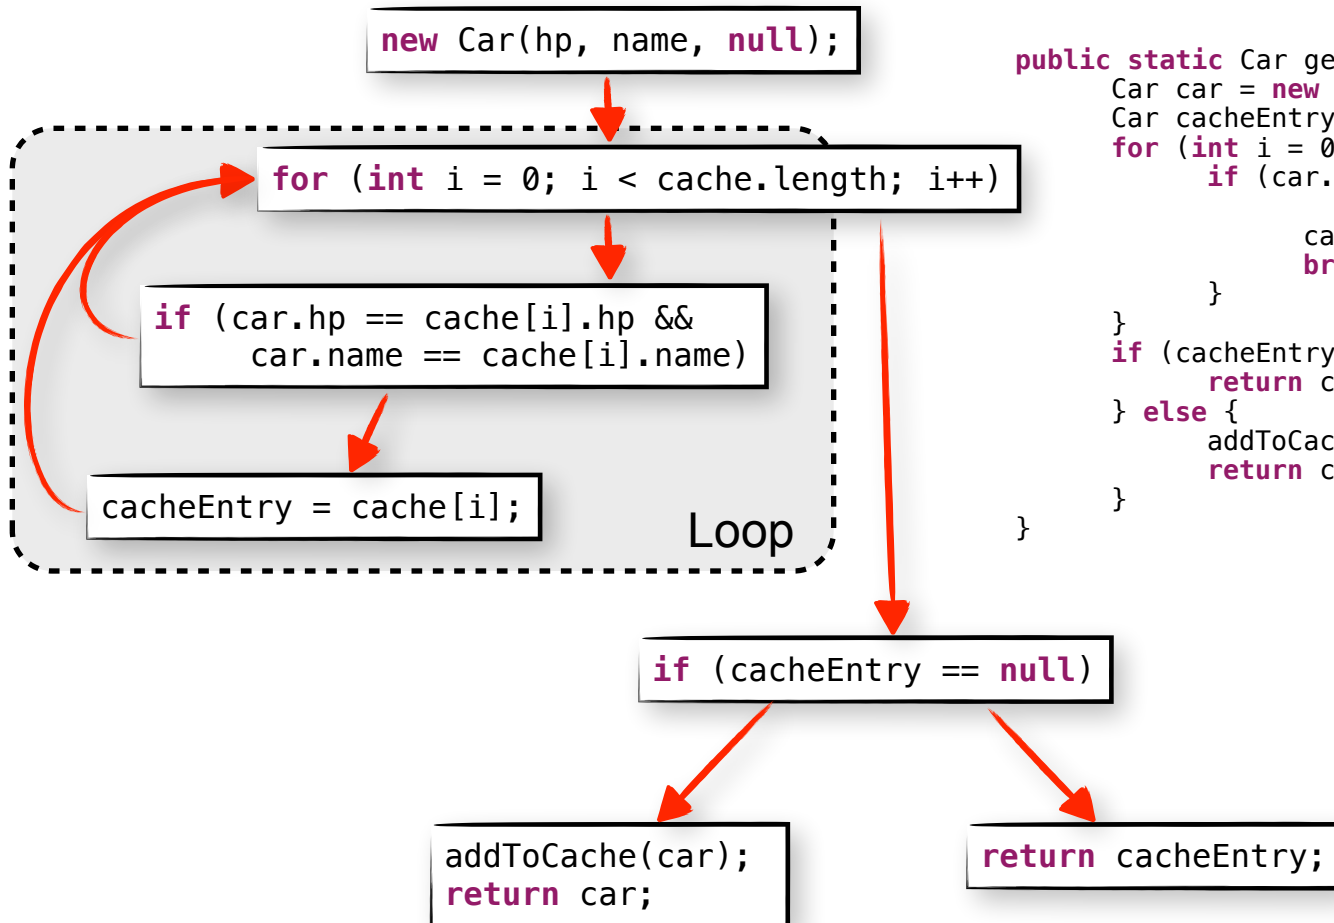 new Car(hp, name, null);
for (int i = 0; i < cache.length; i++)
if (car.hp == cache[i].hp &&
car.name == cache[i].name)
cacheEntry = cache[i];
Loop
if (cacheEntry == null)
addToCache(car);
return car;
return cacheEntry;
public static Car ge
Car car = new
Car cacheEntry
for (int i = 0
if (car.
ca
br
}
}
if (cacheEntry
return c
} else {
addToCac
return c
}
}